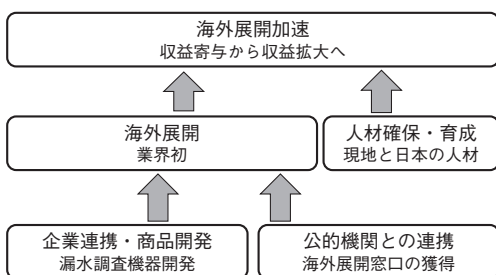 海外展開加速
収益寄与から収益拡大へ
海外展開
業界初
人材確保・育成
現地と日本の人材
企業連携・商品開発
漏水調査機器開発
公的機関との連携
海外展開窓口の獲得